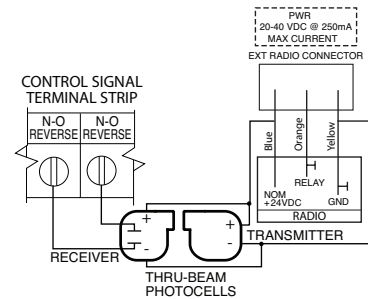 PWR
20-40 VDC @ 250mA
MAX CURRENT
EXT RADIO CONNECTOR
CONTROL SIGNAL
TERMINAL STRIP
N-O N-O
REVERSE REVERSE
Blue
Orange
Yellow
RELAY
NOM
+24VDC
GND
RADIO
+
+
-
-
TRANSMITTER
RECEIVER
THRU-BEAM
PHOTOCELLS